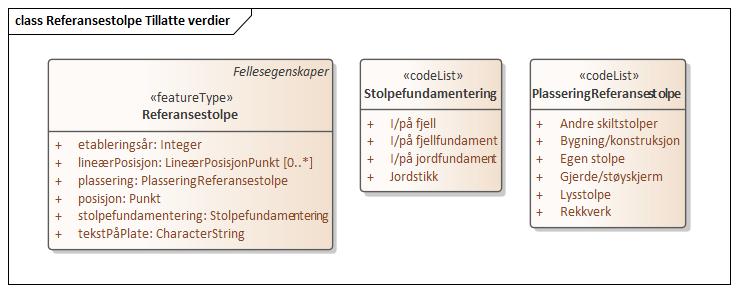 class Referansestolpe Tillatte verdier
Fellesegenskaper
«featureType»
Referansestolpe
+ etableringsår: Integer
+ lineærPosisjon: LineærPosisjonPunkt [0..*]
+ plassering: PlasseringReferansestolpe
+ posisjon: Punkt
+ stolpefundamentering: Stolpefundamentering
+ tekstPåPlate: CharacterString
«codeList»
Stolpefundamentering
+ I/på fjell
+ I/på fjellfundament
+ I/på jordfundament
+ Jordstikk
«codeList»
PlasseringReferansestolpe
+ Andre skiltstolper
+ Bygning/konstruksjon
+ Egen stolpe
+ Gjerde/støyskjerm
+ Lysstolpe
+ Rekkverk